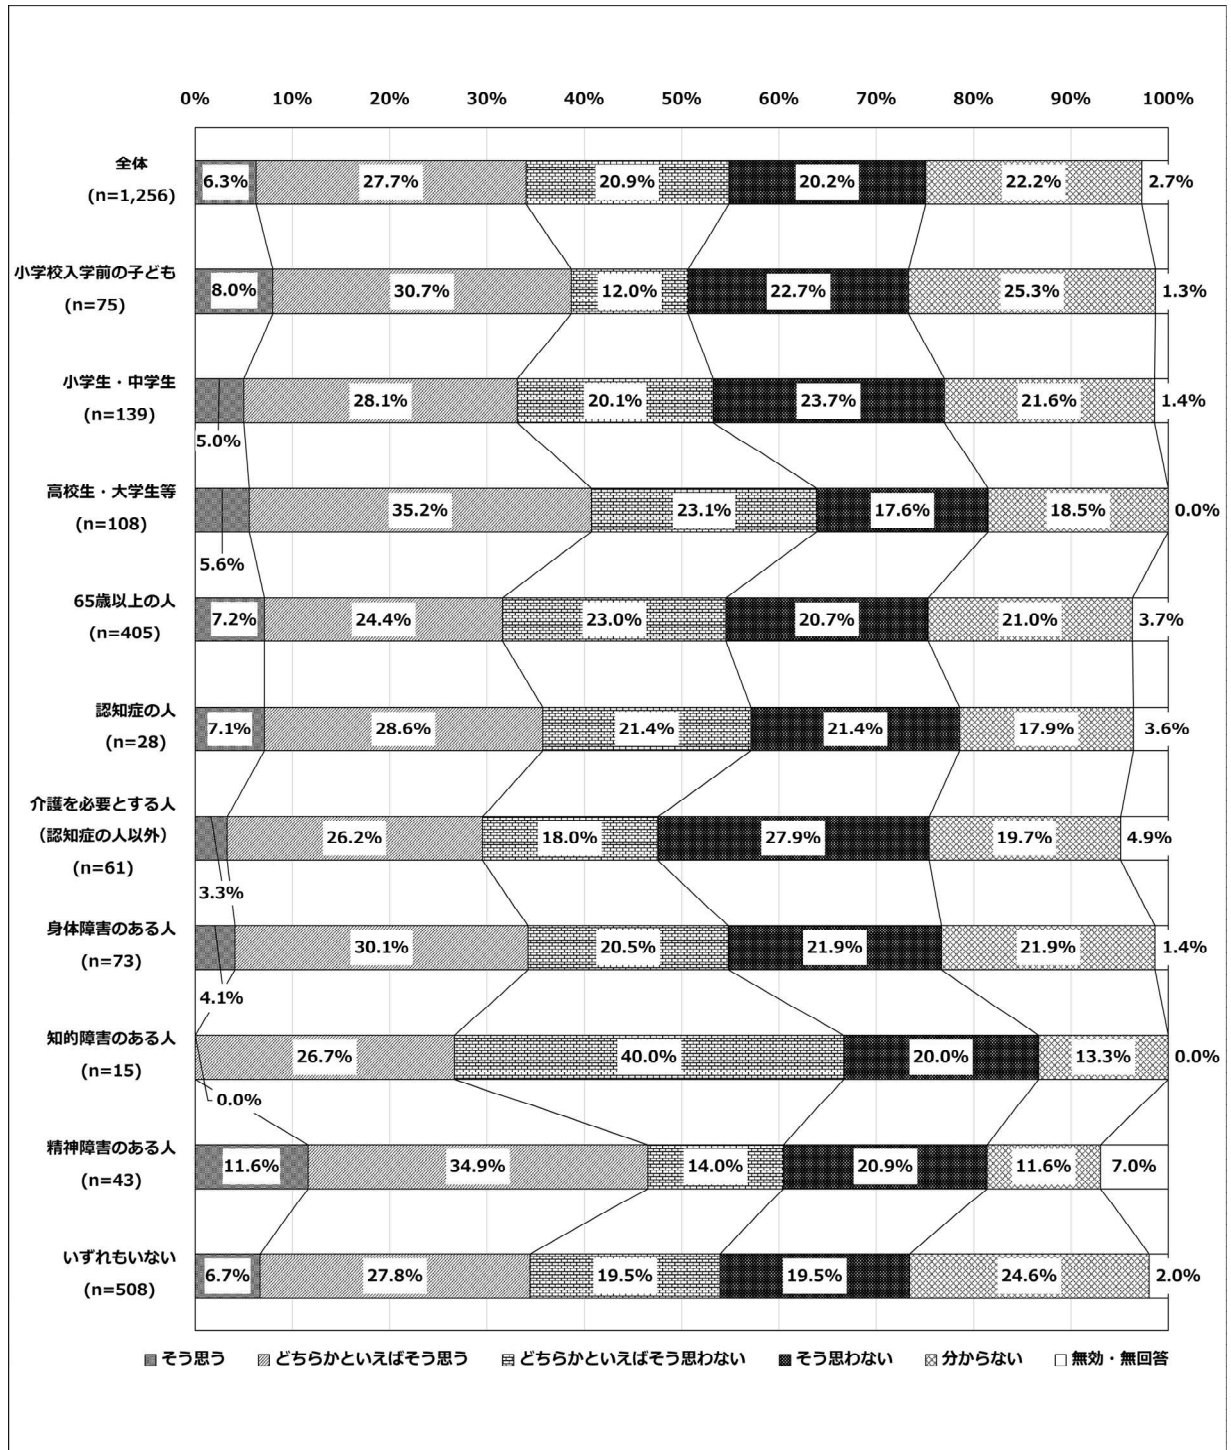 0% 10% 20% 30% 40% 50% 60% 70% 80% 90% 100%
全体
(n=1,256)
6.3% 27.7% 20.9% 20.2% 22.2% 2.7%
小学校入学前の子ども
(n=75)
8.0% 30.7% 12.0% 22.7% 25.3% 1.3%
小学生・中学生
(n=139)
28.1% 20.1% 23.7% 21.6% 1.4%
5.0%
高校生・大学生等
(n=108)
35.2% 23.1% 17.6% 18.5% 0.0%
5.6%
65歳以上の人
(n=405)
7.2% 24.4% 23.0% 20.7% 21.0% 3.7%
認知症の人
(n=28)
7.1% 28.6% 21.4% 21.4% 17.9% 3.6%
介護を必要とする人
（認知症の人以外）
(n=61)
26.2% 18.0% 27.9% 19.7% 4.9%
3.3%
身体障害のある人
(n=73)
30.1% 20.5% 21.9% 21.9% 1.4%
4.1%
知的障害のある人
(n=15)
26.7% 40.0% 20.0% 13.3% 0.0%
0.0%
精神障害のある人
(n=43)
11.6% 34.9% 14.0% 20.9% 11.6% 7.0%
いずれもいない
(n=508)
6.7% 27.8% 19.5% 19.5% 24.6% 2.0%
そう思う どちらかといえばそう思う どちらかといえばそう思わない そう思わない 分からない 無効・無回答